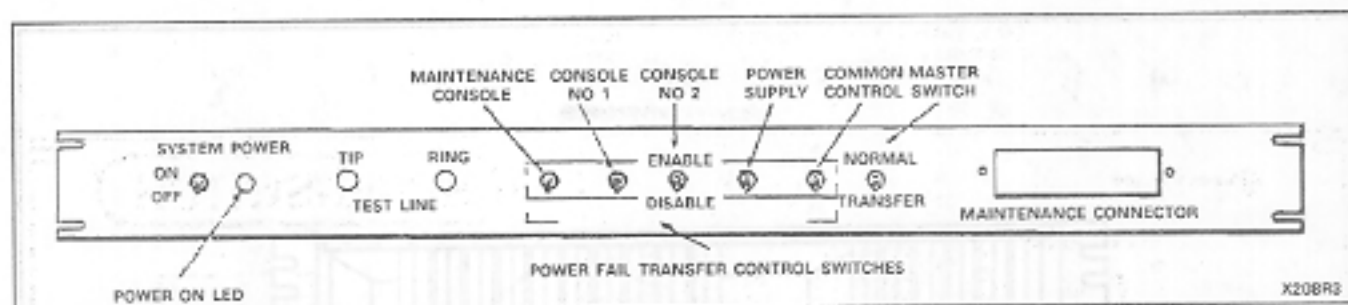 MAINTENANCE CONSOLE CONSOLE POWER COMMON MASTER
CONSOLE NO 1 NO 2 SUPPLY CONTROL SWITCH
SYSTEM POWER
ON
OFF
TIP RING
TEST LINE
ENABLE
DISABLE
NORMAL
TRANSFER
MAINTENANCE CONNECTOR
POWER FAIL TRANSFER CONTROL SWITCHES
POWER ON LED
X208R3